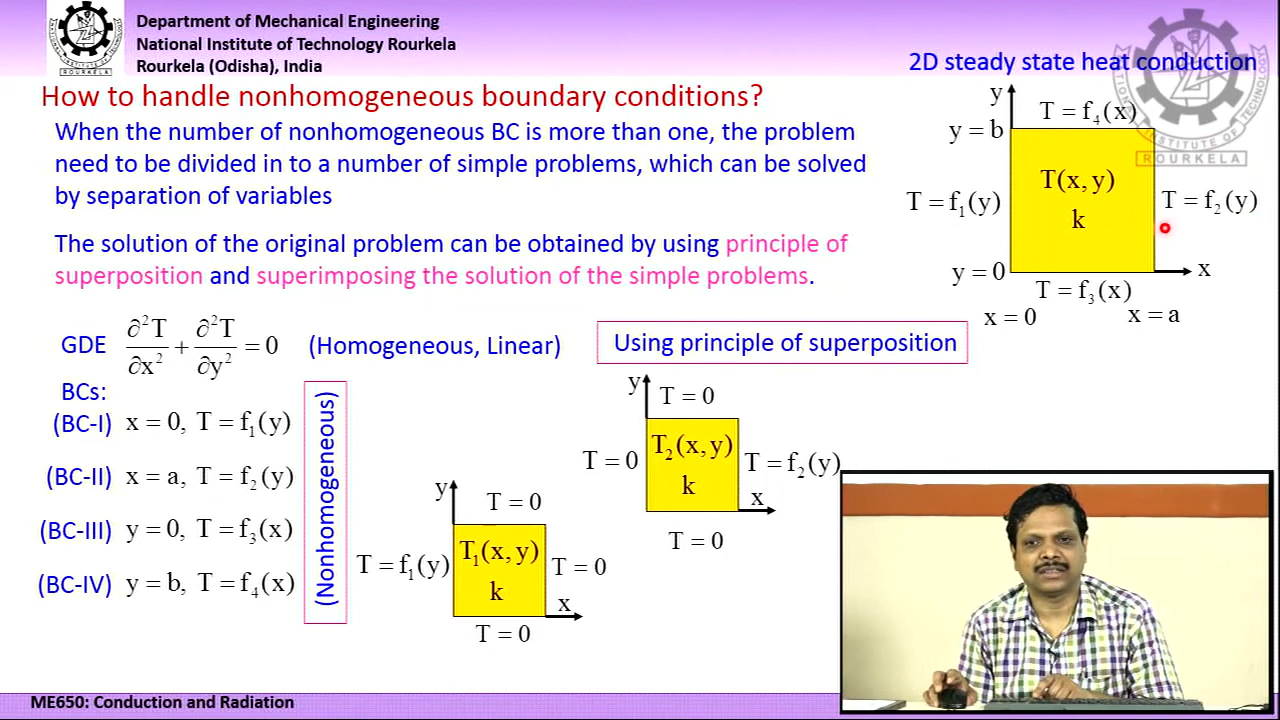 Department of Mechanical Engineering
National Institute of Technology Rourkela
Rourkela (Odisha), India
ROURKELA
2D steady state heat conduction
How to handle nonhomogeneous boundary conditions?
When the number of nonhomogeneous BC is more than one, the problem
need to be divided in to a number of simple problems, which can be solved
by separation of variables
The solution of the original problem can be obtained by using principle of
superposition and superimposing the solution of the simple problems.
y
T = f₄(x)
y = b
T(x, y)
T = f₁(y)
T = f₂(y)
k
y = 0
x
T = f₃(x)
x = 0
x = a
ROURKELA
GDE ∂²T/∂x² + ∂²T/∂y² = 0 (Homogeneous, Linear)
Using principle of superposition
BCs:
(BC-I) x = 0, T = f₁(y)
(BC-II) x = a, T = f₂(y)
(BC-III) y = 0, T = f₃(x)
(BC-IV) y = b, T = f₄(x)
(Nonhomogeneous)
y
T = 0
T = f₁(y)
T₁(x, y)
T = 0
k
x
T = 0
y
T = 0
T = 0
T₂(x, y)
T = f₂(y)
k
x
T = 0
ME650: Conduction and Radiation